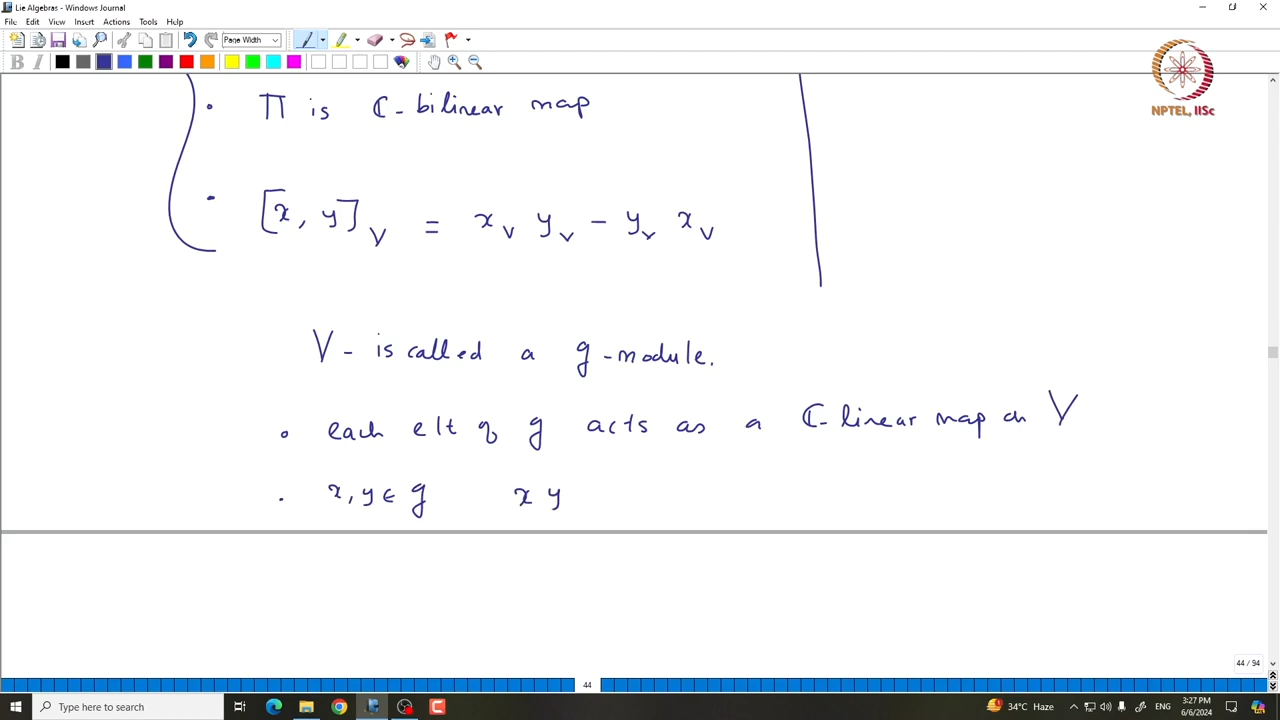 Lie Algebras - Windows Journal
File Edit View Insert Actions Tools Help
Page Width
B I
NPTEL, IISc
• Π is ℂ- bilinear map
• [x, y]_V = x_V y_V − y_V x_V
V - is called a g -module.
• each elt of g acts as a ℂ-linear map on V
• x, y ∈ g x y
44 / 94
44
Type here to search
34°C Haze
ENG
3:27 PM
6/6/2024